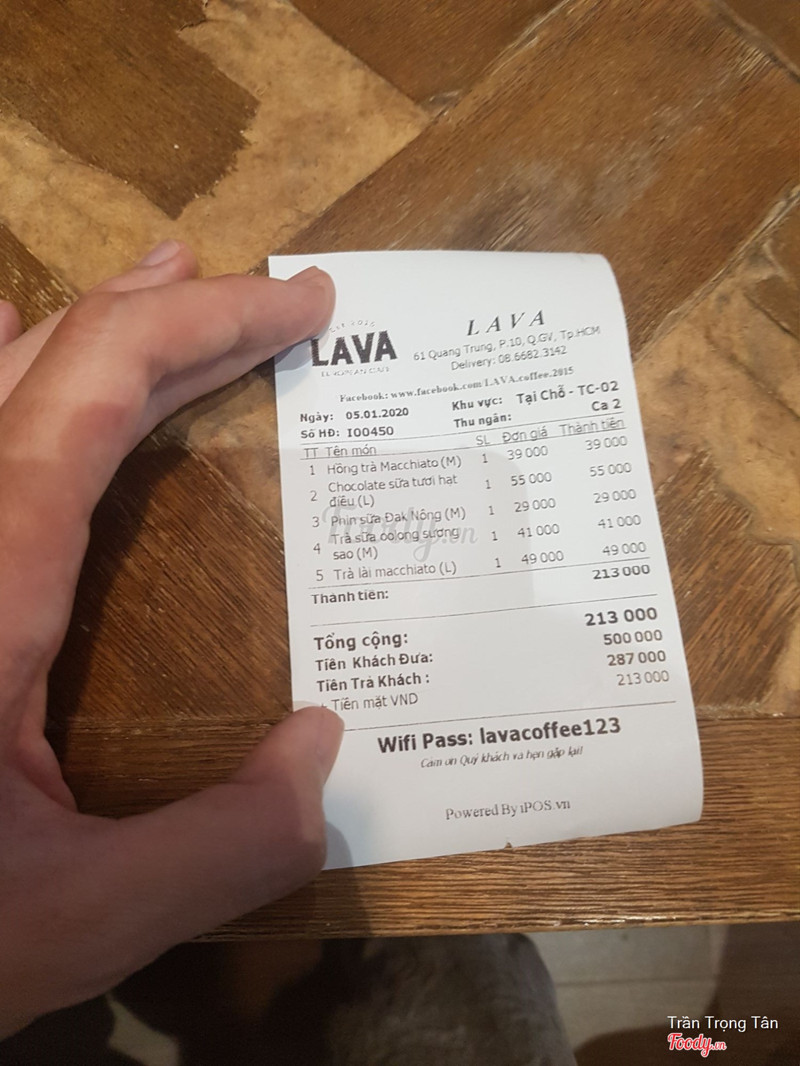 EST 2015
LAVA
EUROPEAN CAFE
LAVA
61 Quang Trung, P.10, Q.GV, Tp.HCM
Delivery: 08.6682.3142
Facebook: www.facebook.com/LAVA.coffee.2015
Ngày: 05.01.2020 Khu vực: Tại Chỗ - TC-02
Số HĐ: I00450 Thu ngân: Ca 2
TT Tên món SL Đơn giá Thành tiền
1 Hồng trà Macchiato (M) 1 39 000 39 000
2 Chocolate sữa tươi hạt điều (L) 1 55 000 55 000
3 Phin sữa Đak Nông (M) 1 29 000 29 000
4 Trà sữa oolong sương sáo (M) 1 41 000 41 000
5 Trà lài macchiato (L) 1 49 000 49 000
Thành tiền: 213 000
Tổng cộng: 213 000
Tiền Khách Đưa: 500 000
Tiền Trả Khách : 287 000
+ Tiền mặt VND 213 000
Wifi Pass: lavacoffee123
Cảm ơn Quý khách và hẹn gặp lại!
Powered By iPOS.vn
Foody.vn
Trần Trọng Tân
Foody.vn